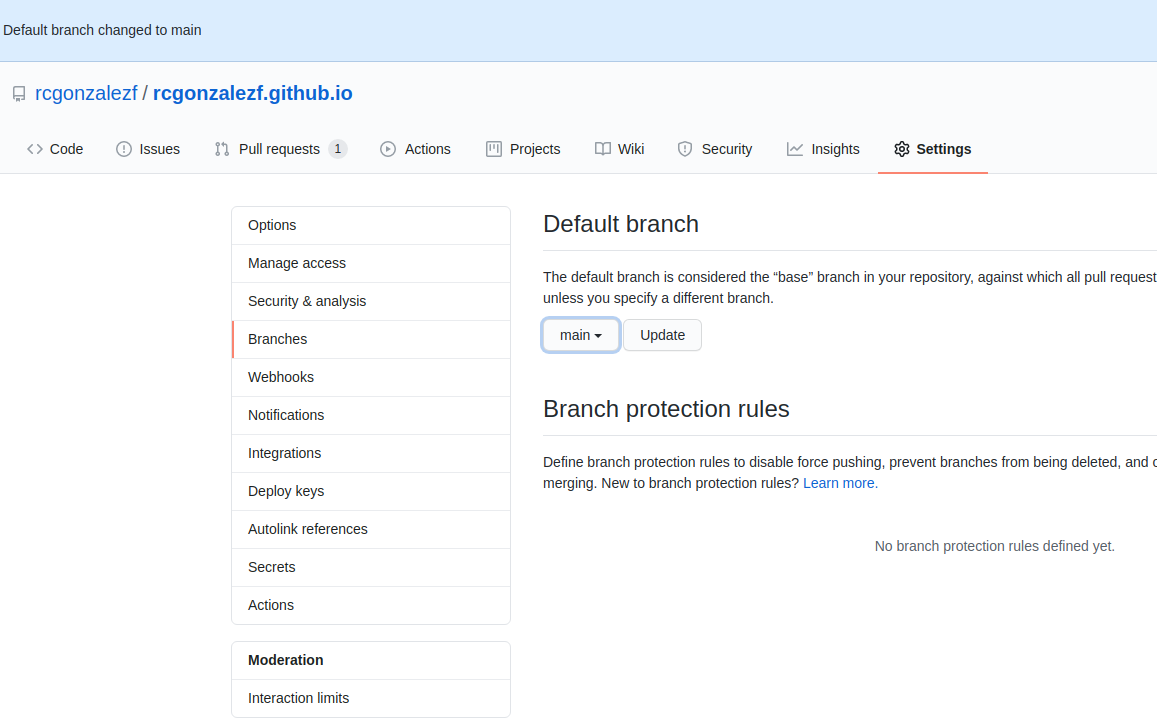 Default branch changed to main
rcgonzalezf / rcgonzalezf.github.io
Code Issues Pull requests 1 Actions Projects Wiki Security Insights Settings
Options
Manage access
Security & analysis
Branches
Webhooks
Notifications
Integrations
Deploy keys
Autolink references
Secrets
Actions
Moderation
Interaction limits
Default branch
The default branch is considered the “base” branch in your repository, against which all pull request
unless you specify a different branch.
main Update
Branch protection rules
Define branch protection rules to disable force pushing, prevent branches from being deleted, and
merging. New to branch protection rules? Learn more.
No branch protection rules defined yet.